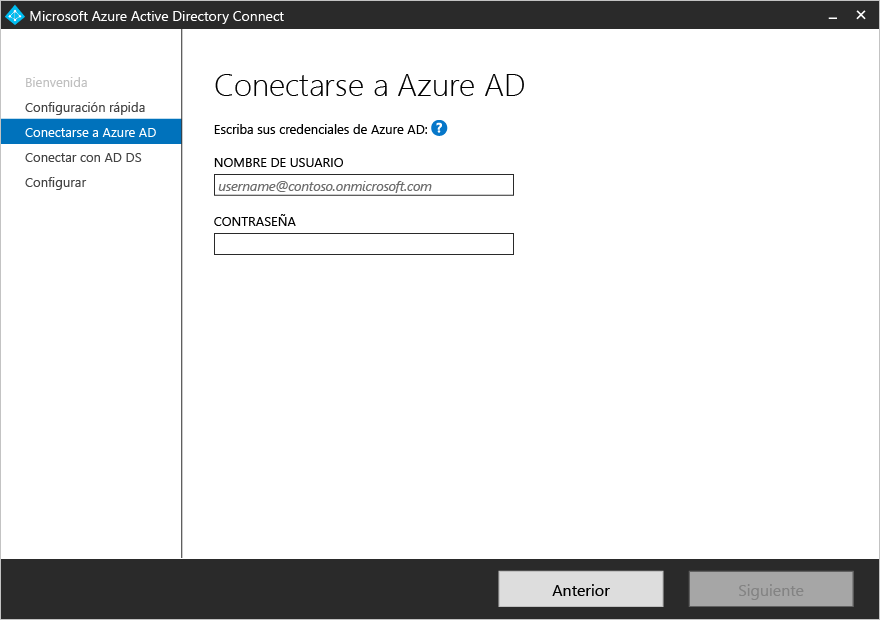 Microsoft Azure Active Directory Connect
Bienvenida
Configuración rápida
Conectarse a Azure AD
Conectar con AD DS
Configurar
Conectarse a Azure AD
Escriba sus credenciales de Azure AD: ?
NOMBRE DE USUARIO
username@contoso.onmicrosoft.com
CONTRASEÑA
Anterior
Siguiente